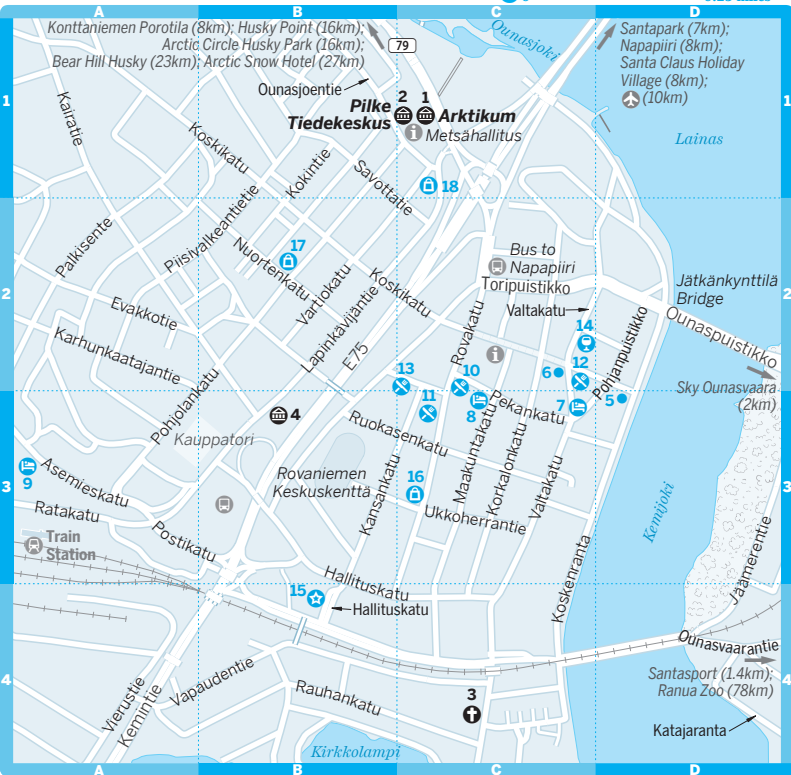 A
B
C
D
Konttaniemen Porotila (8km); Husky Point (16km);
Arctic Circle Husky Park (16km);
Bear Hill Husky (23km); Arctic Snow Hotel (27km)
79
Ounasjoki
Santapark (7km);
Napapiiri (8km);
Santa Claus Holiday
Village (8km);
(10km)
1
1
Ounasjoentie
2
1
Pilke
Tiedekeskus
Arktikum
Metsähallitus
Lainas
Kairatie
Koskikatu
Kokintie
Savottatie
18
Palkisentie
Piisivalkeantietie
Nuortenkatu
17
Vartiokatu
Koskikatu
Bus to
Napapiiri
Toripuistikko
Jätkänkynttilä
Bridge
2
2
Evakkotie
Lapinkävijäntie
E75
Rovakatu
Valtakatu
14
Ounaspuistikko
Karhunkaatajantie
13
10
6
12
Pohjanpuistikko
Sky Ounasvaara
(2km)
Pohjolankatu
4
11
8
Pekankatu
7
5
Kauppatori
Ruokasenkatu
9
Asemieskatu
Rovaniemen
Keskuskenttä
Kansankatu
16
Maakuntakatu
Korkalonkatu
Valtakatu
3
3
Ratakatu
Ukkoherrantie
Kemijoki
Train
Station
Postikatu
Koskenranta
Jäämerentie
Hallituskatu
15
Hallituskatu
Ounasvaarantie
Santasport (1.4km);
Ranua Zoo (78km)
4
4
Vierustie
Kemintie
Vapaudentie
Rauhankatu
3
Katajaranta
Kirkkolampi
A
B
C
D